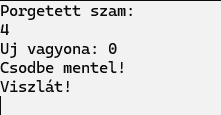 Porgetett szam:
4
Uj vagyona: 0
Csodbe mentel!
Viszlát!